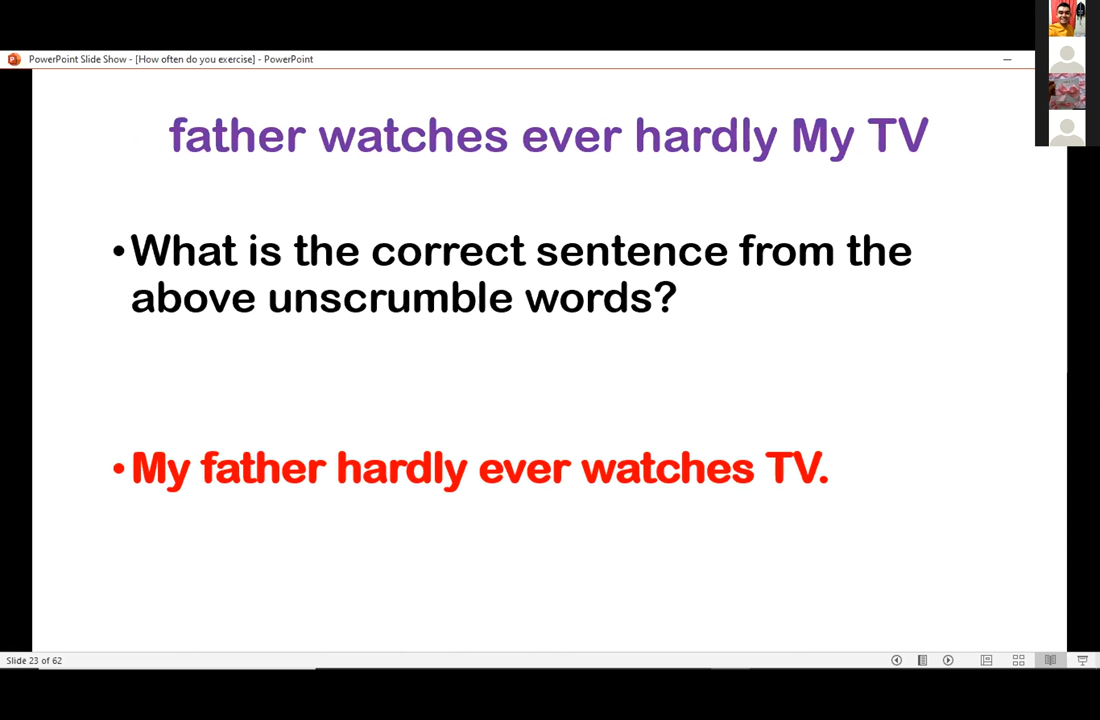 PowerPoint Slide Show - [How often do you exercise] - PowerPoint
father watches ever hardly My TV
•What is the correct sentence from the
above unscrumble words?
•My father hardly ever watches TV.
Slide 23 of 62